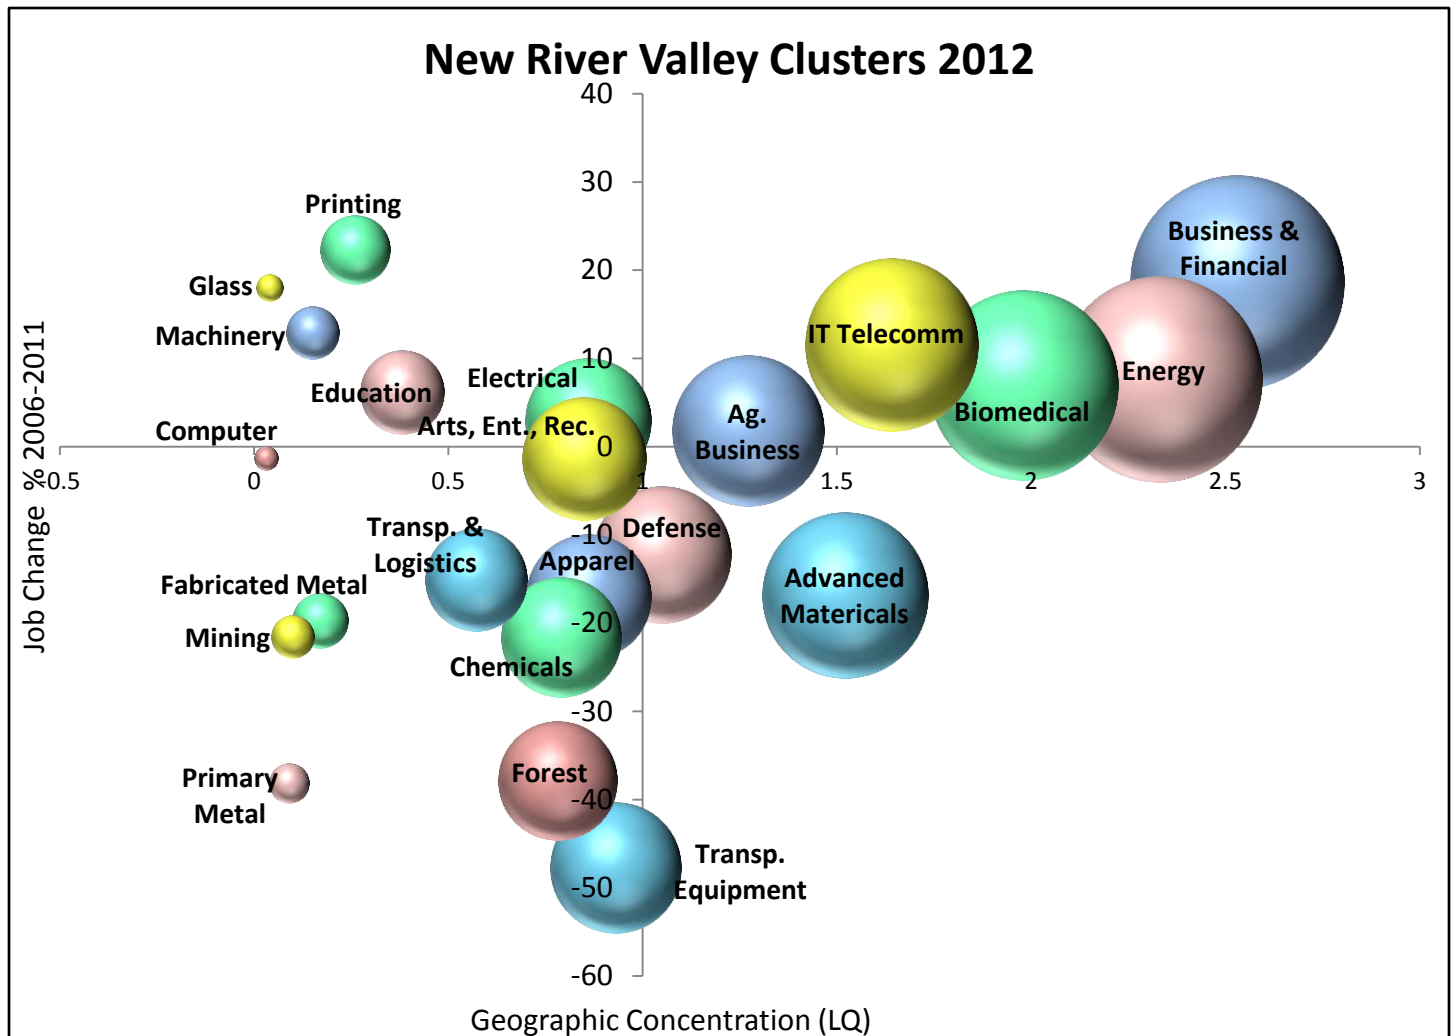 New River Valley Clusters 2012
40
30
20
10
0
-10
-20
-30
-40
-50
-60
-0.5
0
0.5
1
1.5
2
2.5
3
Job Change % 2006-2011
Geographic Concentration (LQ)
Printing
Glass
Machinery
Education
Computer
Electrical
Arts, Ent., Rec.
Ag.
Business
IT Telecomm
Biomedical
Energy
Business &
Financial
Transp. &
Logistics
Fabricated Metal
Mining
Apparel
Defense
Chemicals
Advanced
Matericals
Primary
Metal
Forest
Transp.
Equipment